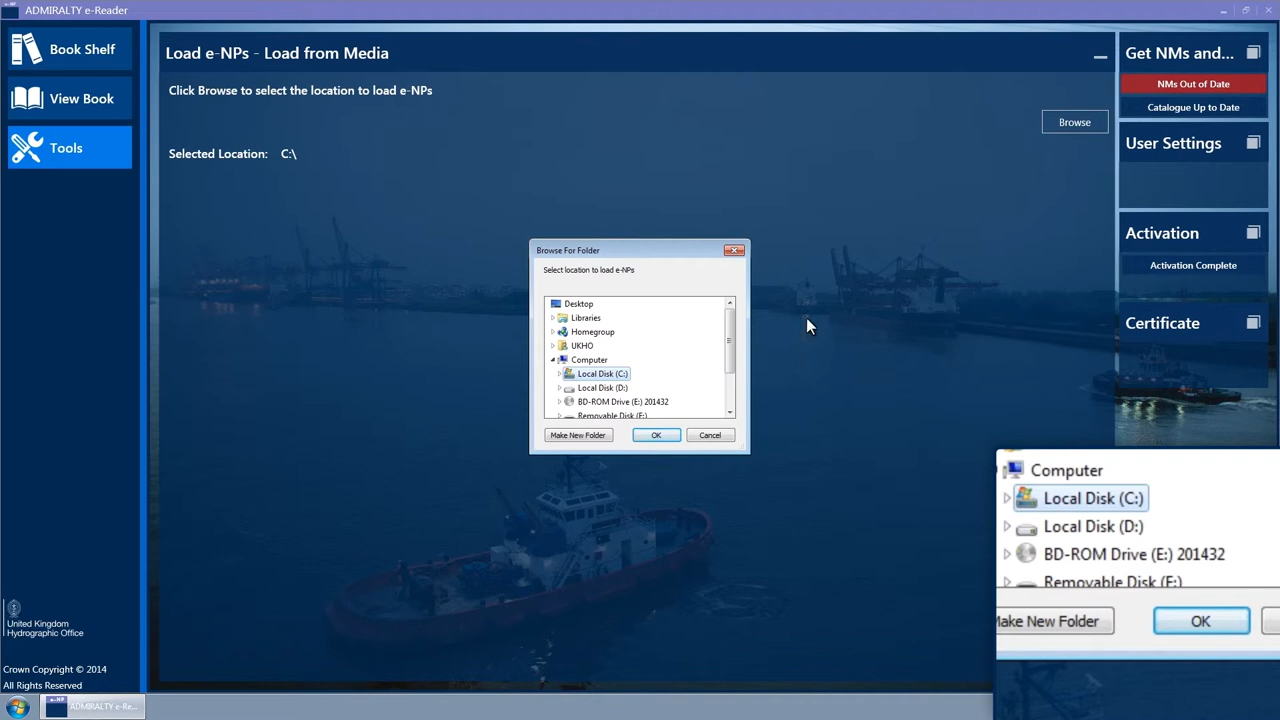 ADMIRALTY e-Reader
Book Shelf
View Book
Tools
United Kingdom
Hydrographic Office
Crown Copyright © 2014
All Rights Reserved
Load e-NPs - Load from Media
Click Browse to select the location to load e-NPs
Browse
Selected Location: C:\
Browse For Folder
Select location to load e-NPs
Desktop
Libraries
Homegroup
UKHO
Computer
Local Disk (C:)
Local Disk (D:)
BD-ROM Drive (E:) 201432
Removable Disk (F:)
Make New Folder
OK
Cancel
Get NMs and...
NMs Out of Date
Catalogue Up to Date
User Settings
Activation
Activation Complete
Certificate
Computer
Local Disk (C:)
Local Disk (D:)
BD-ROM Drive (E:) 201432
Removable Disk (F:)
Make New Folder
OK
e-NP
ADMIRALTY e-Re...